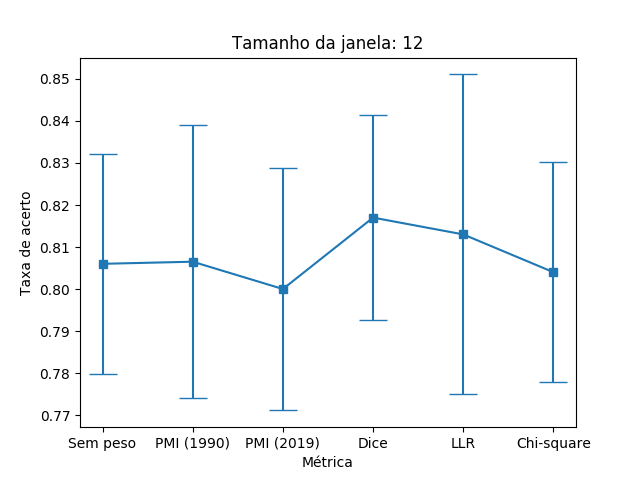 Tamanho da janela: 12
0.85
0.84
0.83
0.82
0.81
0.80
0.79
0.78
0.77
Taxa de acerto
Sem peso PMI (1990) PMI (2019) Dice LLR Chi-square
Métrica